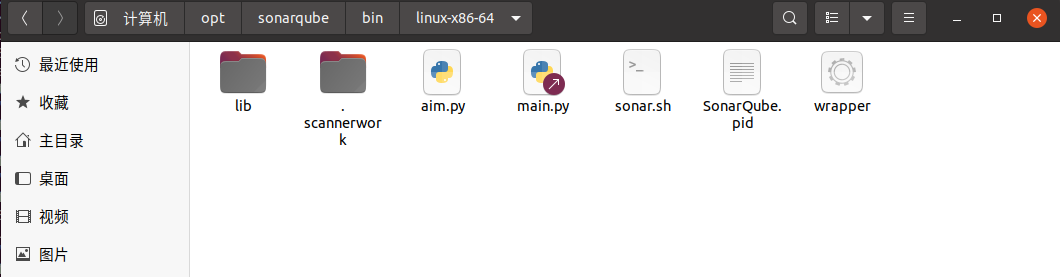 计算机 opt sonarqube bin linux-x86-64
最近使用
收藏
主目录
桌面
视频
图片
lib
.
scannerwor
k
aim.py
main.py
>_
sonar.sh
SonarQube.
pid
wrapper